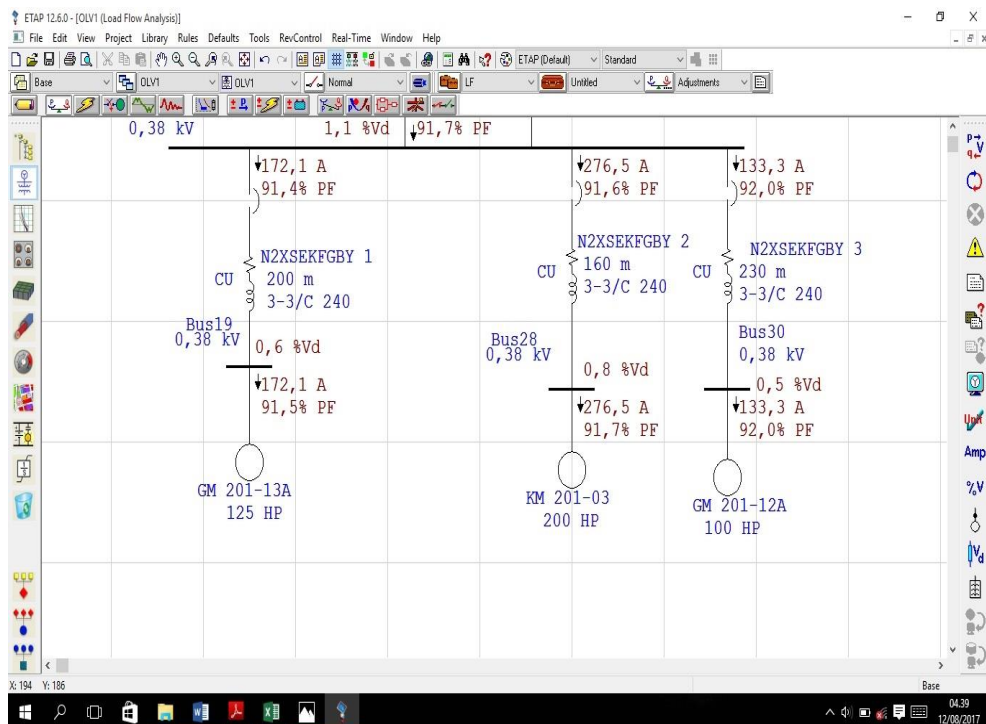 ETAP 12.6.0 - [OLV1 (Load Flow Analysis)]
File Edit View Project Library Rules Defaults Tools RevControl Real-Time Window Help
ETAP (Default) Standard
Base OLV1 OLV1 Normal LF Untitled Adjustments
0,38 kV 1,1 %Vd 91,7% PF
172,1 A 276,5 A 133,3 A
91,4% PF 91,6% PF 92,0% PF
N2XSEKFGBY 1 N2XSEKFGBY 2 N2XSEKFGBY 3
CU 200 m CU 160 m CU 230 m
3-3/C 240 3-3/C 240 3-3/C 240
Bus19 Bus28 Bus30
0,38 kV 0,38 kV 0,38 kV
0,6 %Vd 0,8 %Vd 0,5 %Vd
172,1 A 276,5 A 133,3 A
91,5% PF 91,7% PF 92,0% PF
GM 201-13A KM 201-03 GM 201-12A
125 HP 200 HP 100 HP
Unit
Amp
%V
Vd
X: 194 Y: 186 Base
04.39
12/08/2017